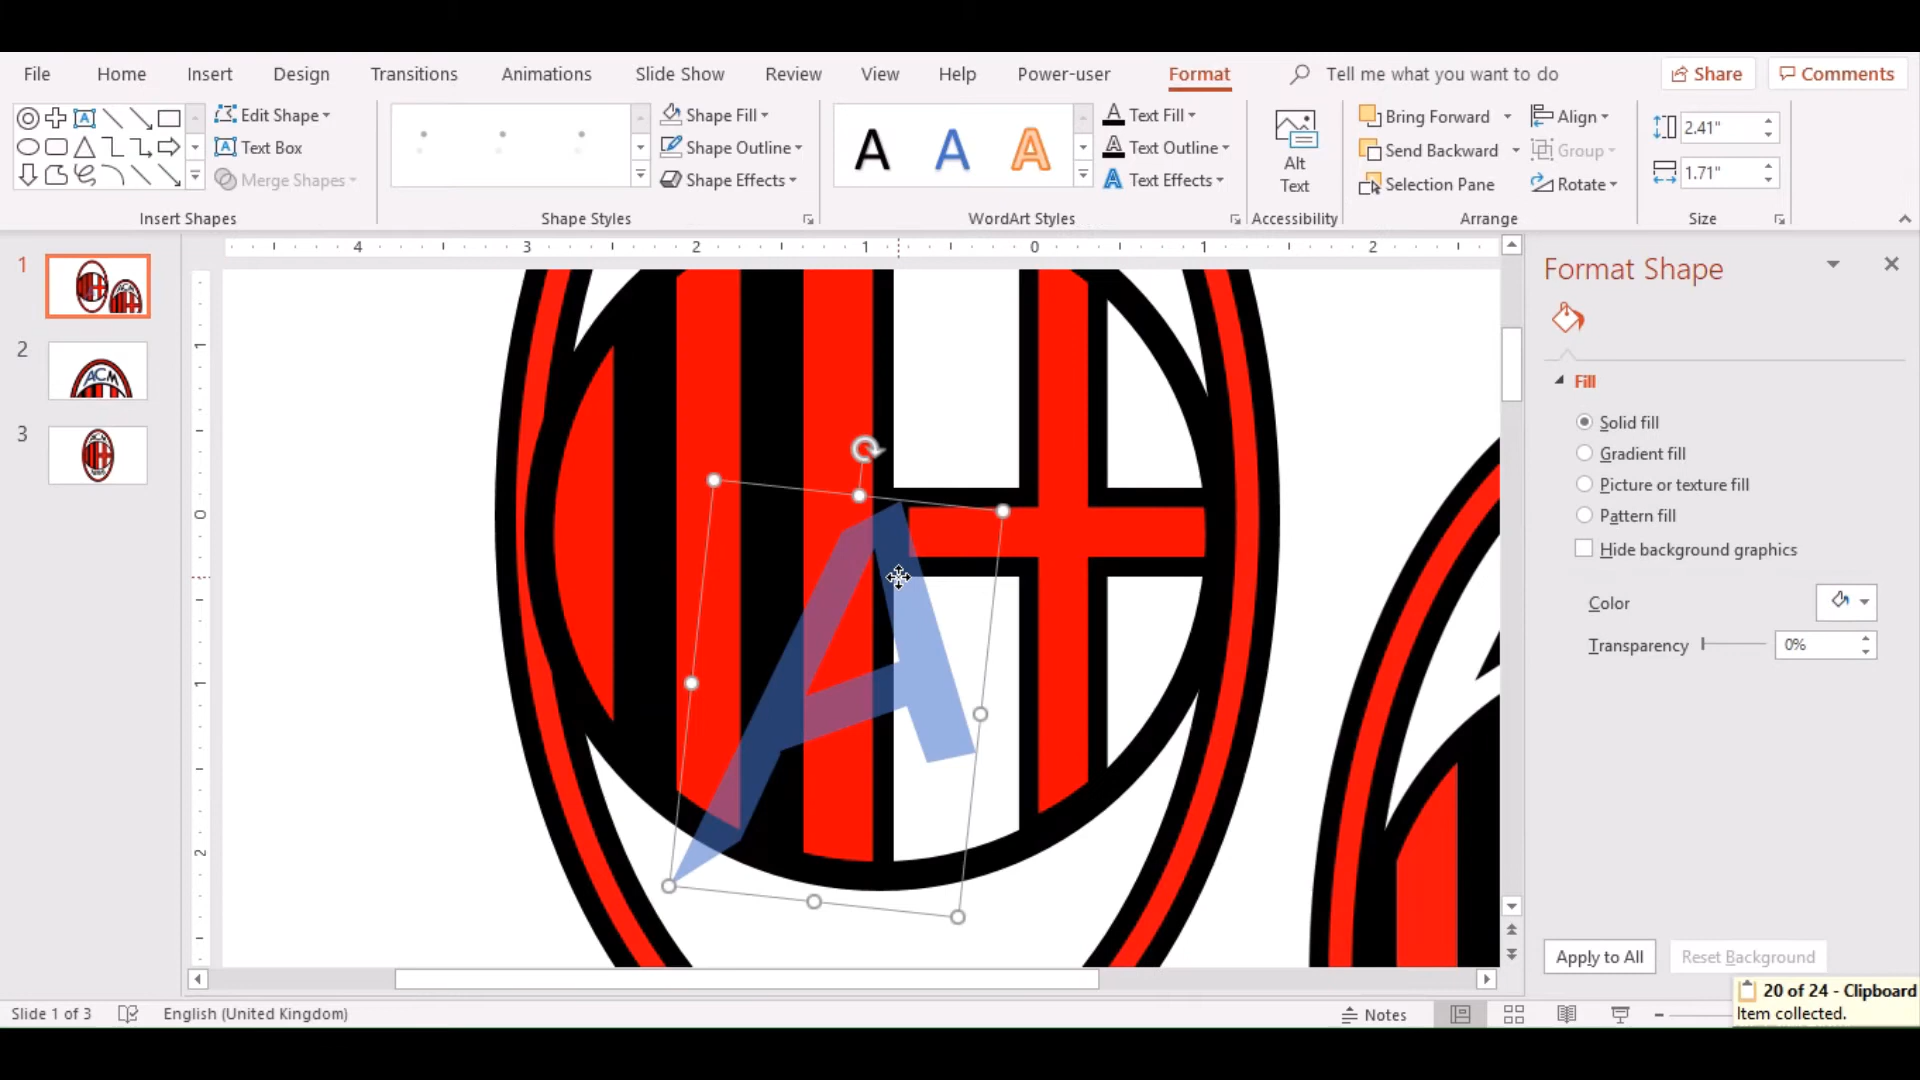 File Home Insert Design Transitions Animations Slide Show Review View Help Power-user Format Tell me what you want to do Share Comments
Edit Shape
Text Box
Merge Shapes
Insert Shapes
Shape Fill
Shape Outline
Shape Effects
Shape Styles
A A A
Text Fill
Text Outline
Text Effects
WordArt Styles
Alt
Text
Accessibility
Bring Forward
Send Backward
Selection Pane
Align
Group
Rotate
Arrange
2.41"
1.71"
Size
4 3 2 1 0 1 2
1
0
1
2
1
2
3
ACM
A
Format Shape
Fill
Solid fill
Gradient fill
Picture or texture fill
Pattern fill
Hide background graphics
Color
Transparency 0%
Apply to All Reset Background
20 of 24 - Clipboard
Item collected.
Slide 1 of 3 English (United Kingdom) Notes